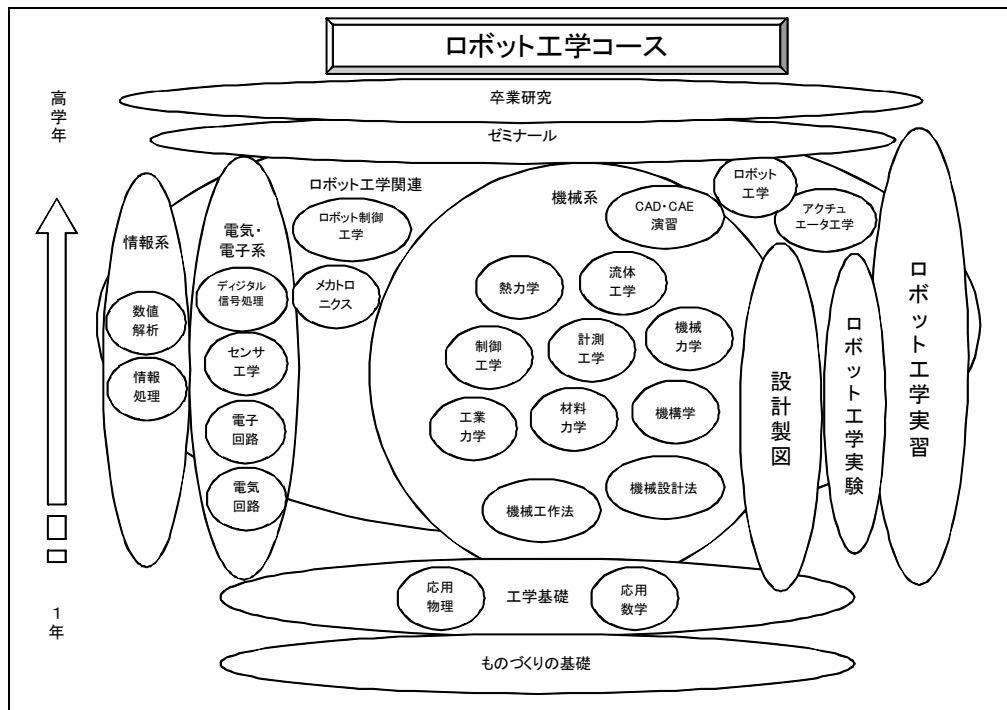 ロボット工学コース
高学年
卒業研究
ゼミナール
ロボット工学関連
機械系
ロボット
工学
CAD・CAE
演習
アクチュ
エータ工学
ロボット制御
工学
情報系
電気・
電子系
ディジタル
信号処理
メカトロ
ニクス
熱力学
流体
工学
数値
解析
センサ
工学
制御
工学
計測
工学
機械
力学
情報
処理
電子
回路
工業
力学
材料
力学
機構学
電気
回路
機械工作法
機械設計法
設計製図
ロボット工学実験
ロボット工学実習
応用
物理
工学基礎
応用
数学
1年
ものづくりの基礎